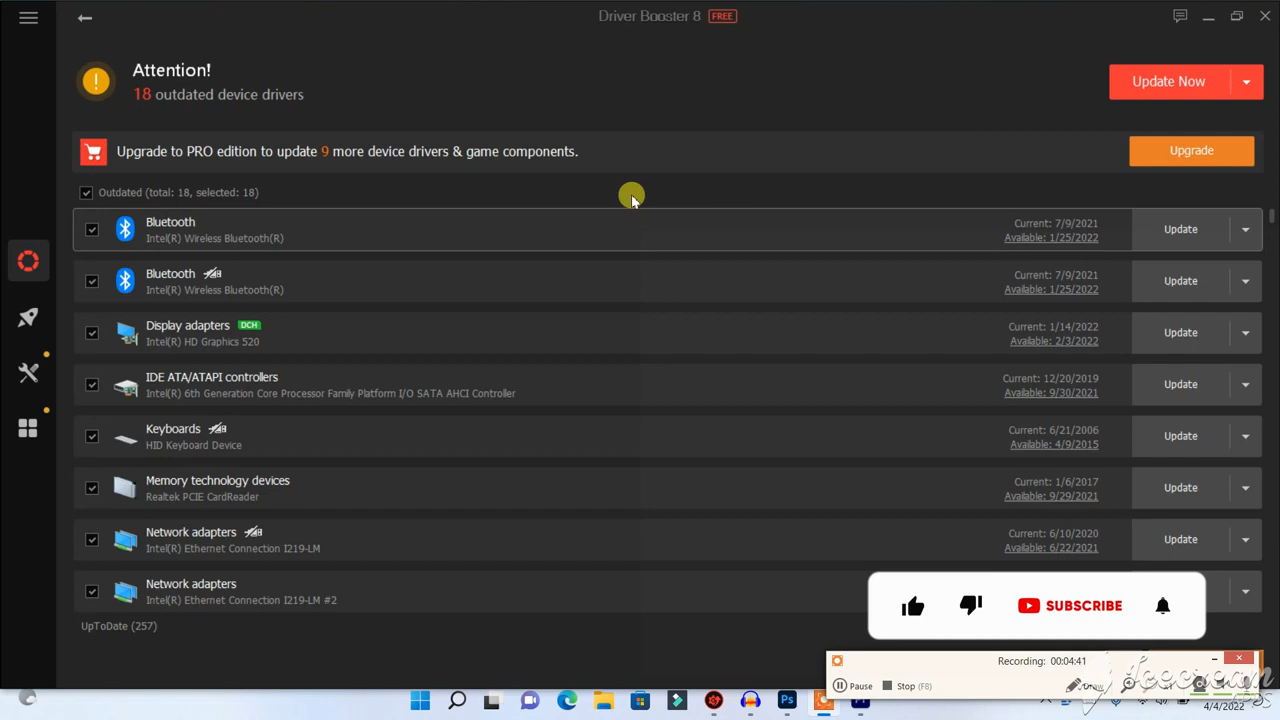 Driver Booster 8 FREE
Attention!
18 outdated device drivers
Update Now
Upgrade to PRO edition to update 9 more device drivers & game components.
Upgrade
Outdated (total: 18, selected: 18)
Bluetooth
Intel(R) Wireless Bluetooth(R)
Current: 7/9/2021
Available: 1/25/2022
Update
Bluetooth
Intel(R) Wireless Bluetooth(R)
Current: 7/9/2021
Available: 1/25/2022
Update
Display adapters DCH
Intel(R) HD Graphics 520
Current: 1/14/2022
Available: 2/3/2022
Update
IDE ATA/ATAPI controllers
Intel(R) 6th Generation Core Processor Family Platform I/O SATA AHCI Controller
Current: 12/20/2019
Available: 9/30/2021
Update
Keyboards
HID Keyboard Device
Current: 6/21/2006
Available: 4/9/2015
Update
Memory technology devices
Realtek PCIE CardReader
Current: 1/6/2017
Available: 9/29/2021
Update
Network adapters
Intel(R) Ethernet Connection I219-LM
Current: 6/10/2020
Available: 6/22/2021
Update
Network adapters
Intel(R) Ethernet Connection I219-LM #2
SUBSCRIBE
UpToDate (257)
Recording: 00:04:41
Pause
Stop (F8)
Draw
Icecream
Apps
Ps
4/4/2022